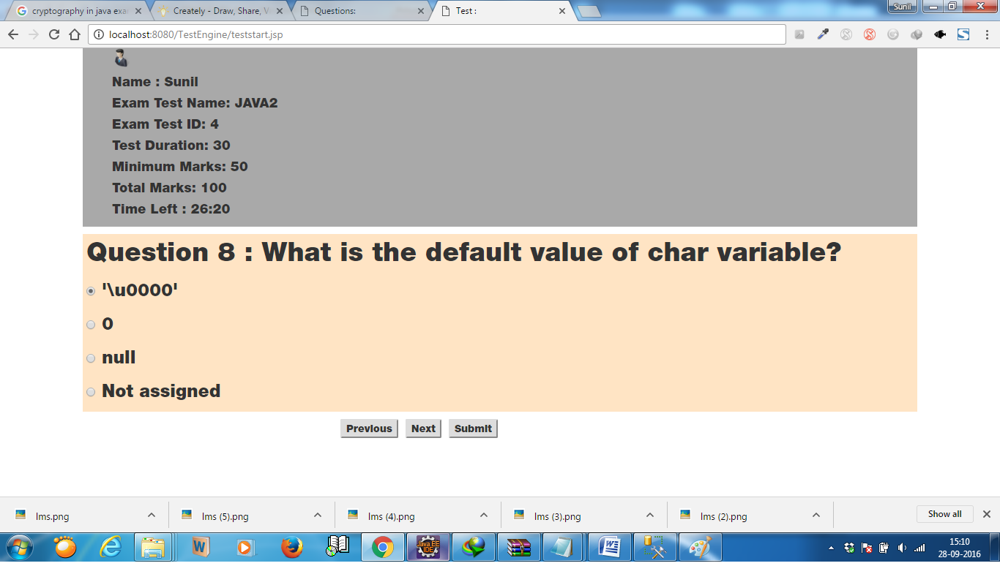 cryptography in java exa
Creately - Draw, Share, V
Questions:
Test :
Sunil
localhost:8080/TestEngine/teststart.jsp
Name : Sunil
Exam Test Name: JAVA2
Exam Test ID: 4
Test Duration: 30
Minimum Marks: 50
Total Marks: 100
Time Left : 26:20
Question 8 : What is the default value of char variable?
'\u0000'
0
null
Not assigned
Previous Next Submit
lms.png lms (5).png lms (4).png lms (3).png lms (2).png Show all
Java EE
IDE
15:10
28-09-2016